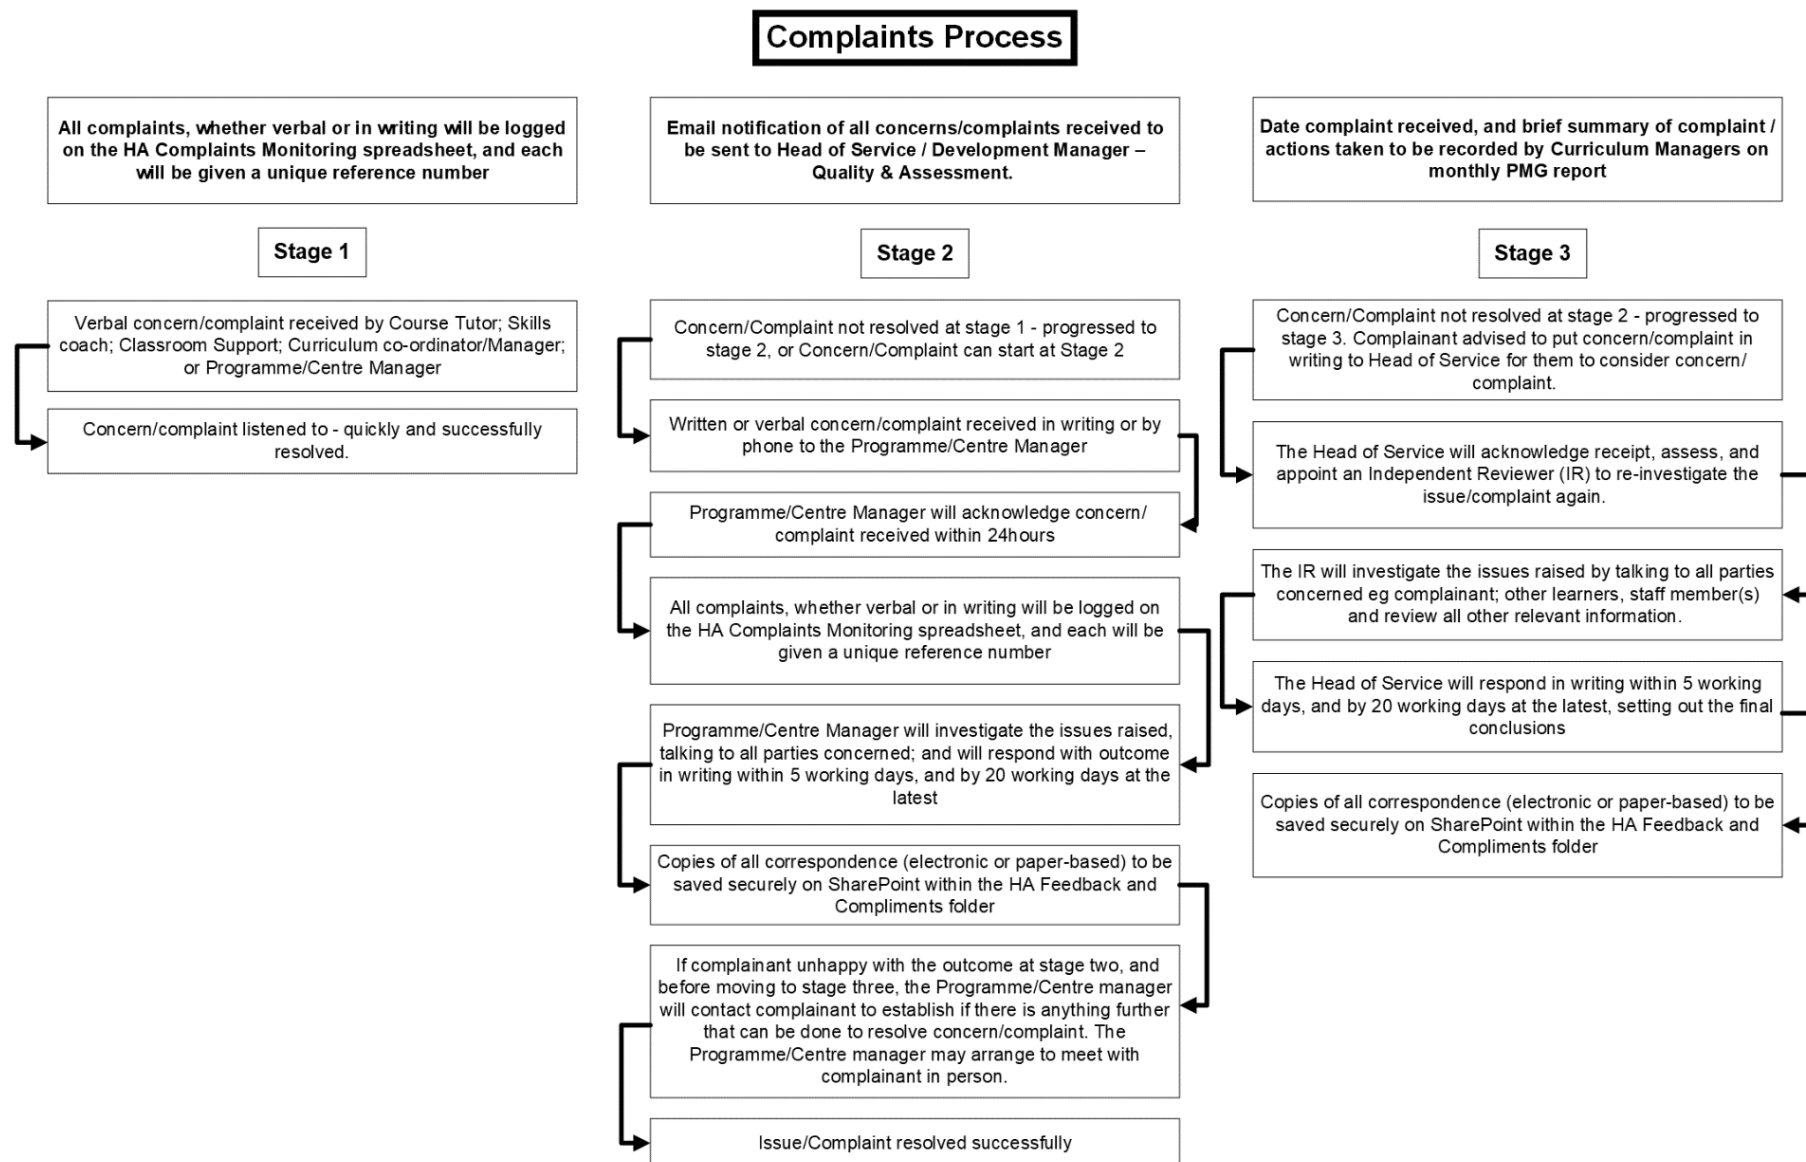 Complaints Process
All complaints, whether verbal or in writing will be logged
on the HA Complaints Monitoring spreadsheet, and each
will be given a unique reference number
Email notification of all concerns/complaints received to
be sent to Head of Service / Development Manager –
Quality & Assessment.
Date complaint received, and brief summary of complaint /
actions taken to be recorded by Curriculum Managers on
monthly PMG report
Stage 1
Verbal concern/complaint received by Course Tutor; Skills
coach; Classroom Support; Curriculum co-ordinator/Manager;
or Programme/Centre Manager
Concern/complaint listened to - quickly and successfully
resolved.
Stage 2
Concern/Complaint not resolved at stage 1 - progressed to
stage 2, or Concern/Complaint can start at Stage 2
Written or verbal concern/complaint received in writing or by
phone to the Programme/Centre Manager
Programme/Centre Manager will acknowledge concern/
complaint received within 24hours
All complaints, whether verbal or in writing will be logged on
the HA Complaints Monitoring spreadsheet, and each will be
given a unique reference number
Programme/Centre Manager will investigate the issues raised,
talking to all parties concerned; and will respond with outcome
in writing within 5 working days, and by 20 working days at the
latest
Copies of all correspondence (electronic or paper-based) to be
saved securely on SharePoint within the HA Feedback and
Compliments folder
If complainant unhappy with the outcome at stage two, and
before moving to stage three, the Programme/Centre manager
will contact complainant to establish if there is anything further
that can be done to resolve concern/complaint. The
Programme/Centre manager may arrange to meet with
complainant in person.
Issue/Complaint resolved successfully
Stage 3
Concern/Complaint not resolved at stage 2 - progressed to
stage 3. Complainant advised to put concern/complaint in
writing to Head of Service for them to consider concern/
complaint.
The Head of Service will acknowledge receipt, assess, and
appoint an Independent Reviewer (IR) to re-investigate the
issue/complaint again.
The IR will investigate the issues raised by talking to all parties
concerned eg complainant; other learners, staff member(s)
and review all other relevant information.
The Head of Service will respond in writing within 5 working
days, and by 20 working days at the latest, setting out the final
conclusions
Copies of all correspondence (electronic or paper-based) to be
saved securely on SharePoint within the HA Feedback and
Compliments folder